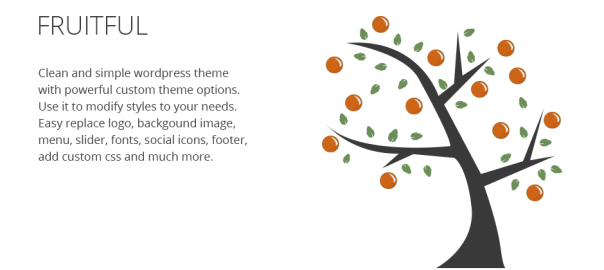 FRUITFUL
Clean and simple wordpress theme
with powerful custom theme options.
Use it to modify styles to your needs.
Easy replace logo, backgound image,
menu, slider, fonts, social icons, footer,
add custom css and much more.